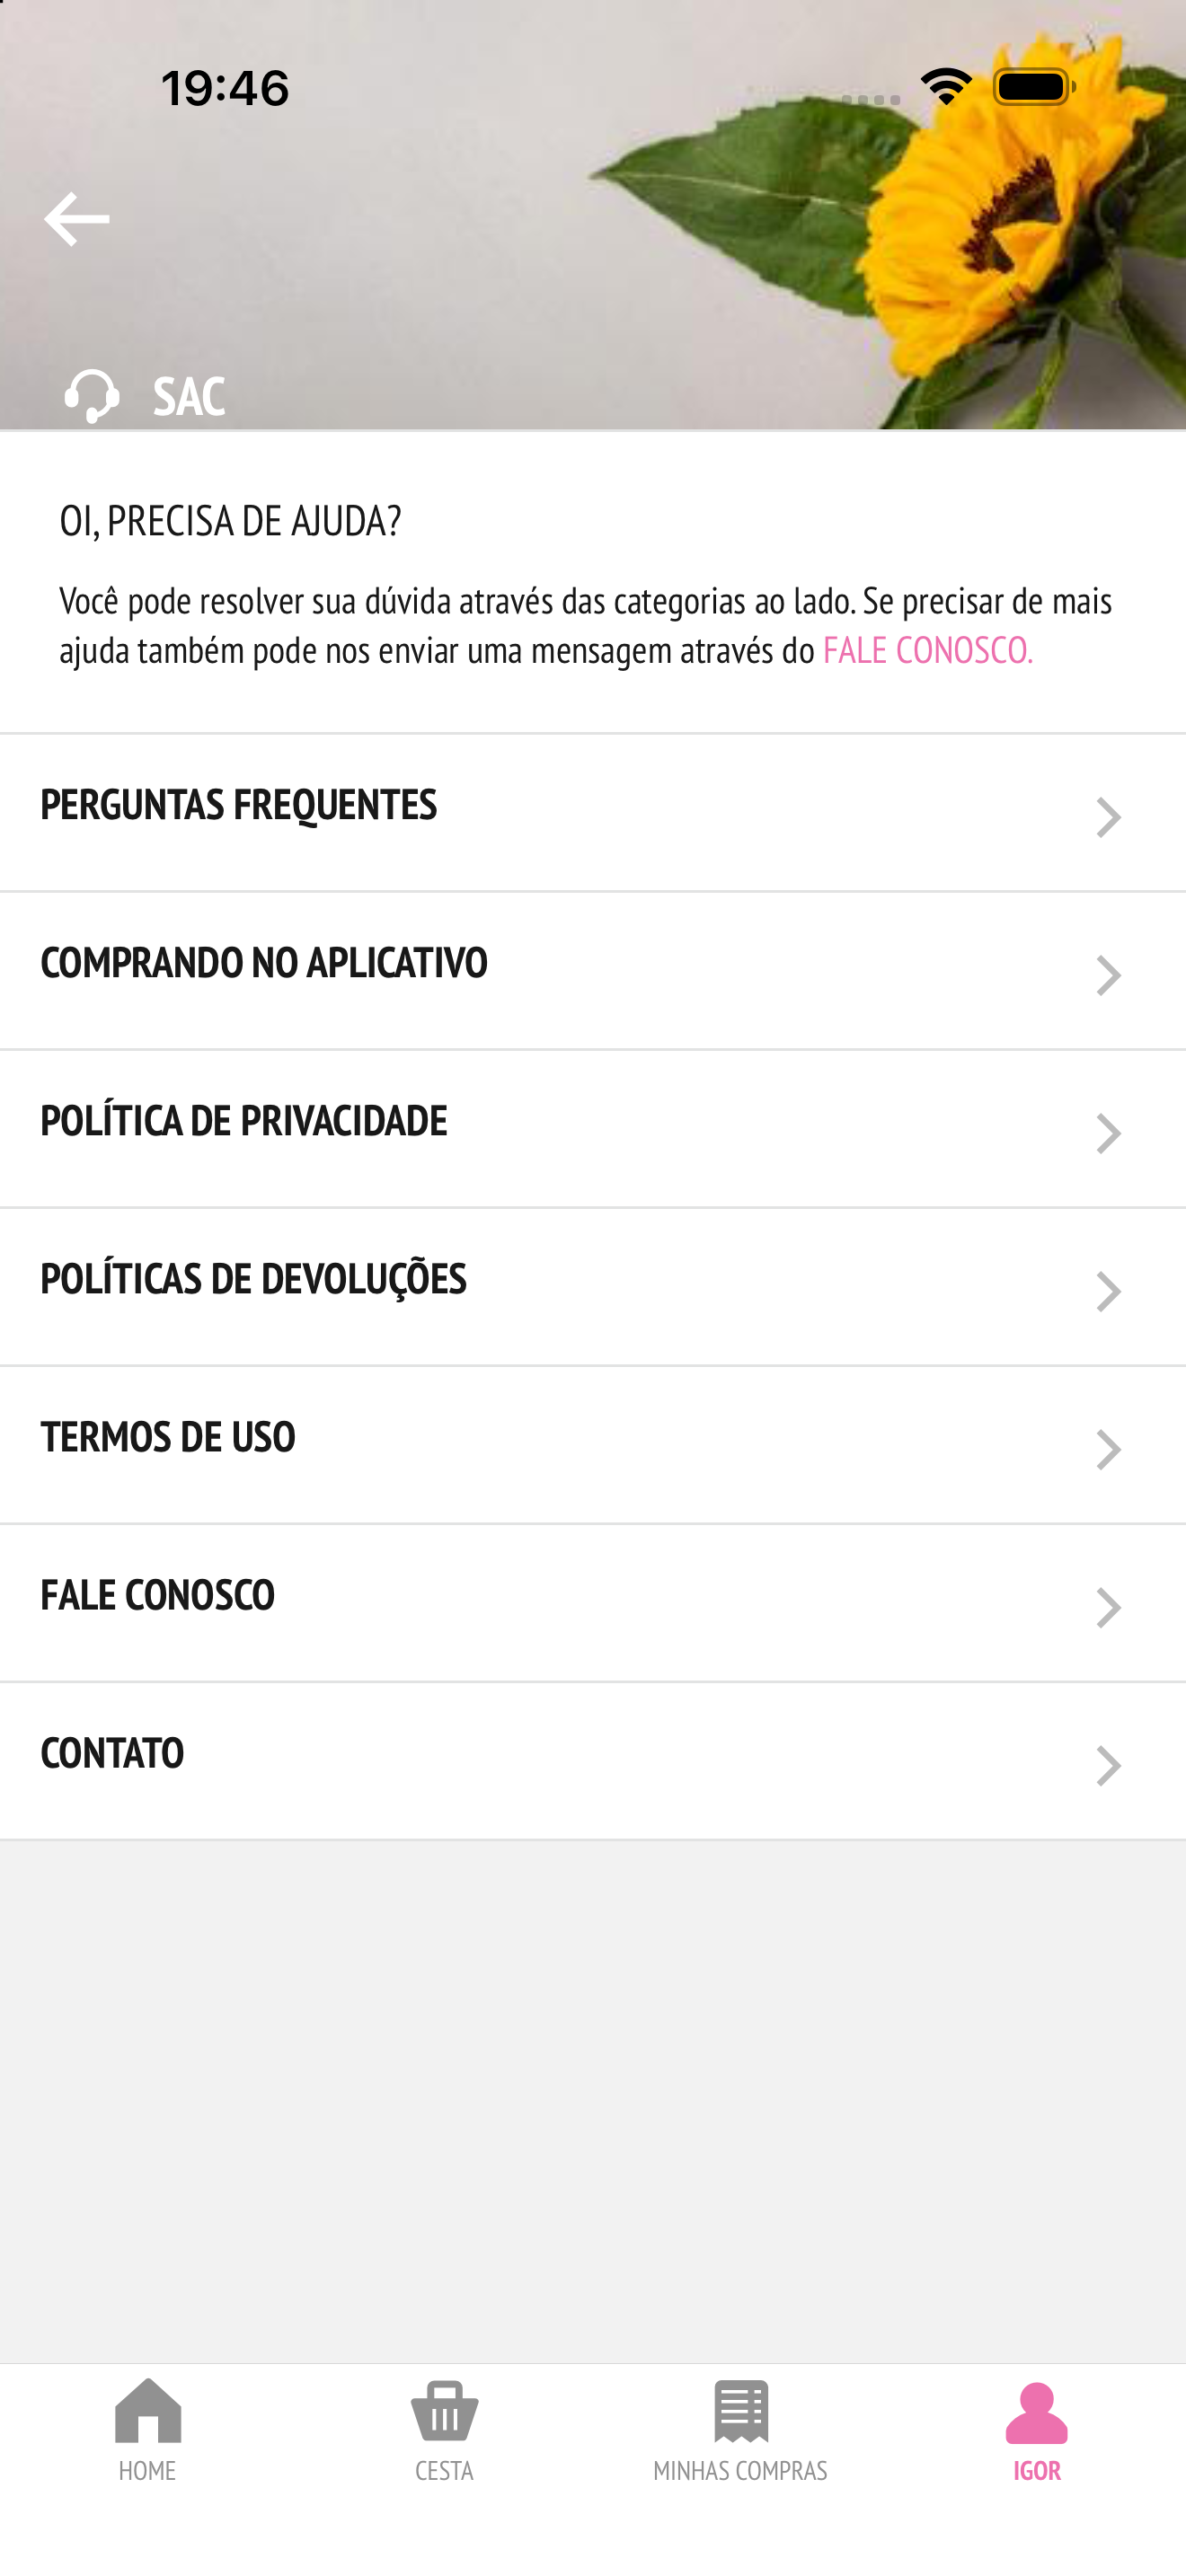 19:46
SAC
OI, PRECISA DE AJUDA?
Você pode resolver sua dúvida através das categorias ao lado. Se precisar de mais
ajuda também pode nos enviar uma mensagem através do FALE CONOSCO.
PERGUNTAS FREQUENTES
COMPRANDO NO APLICATIVO
POLÍTICA DE PRIVACIDADE
POLÍTICAS DE DEVOLUÇÕES
TERMOS DE USO
FALE CONOSCO
CONTATO
HOME
CESTA
MINHAS COMPRAS
IGOR